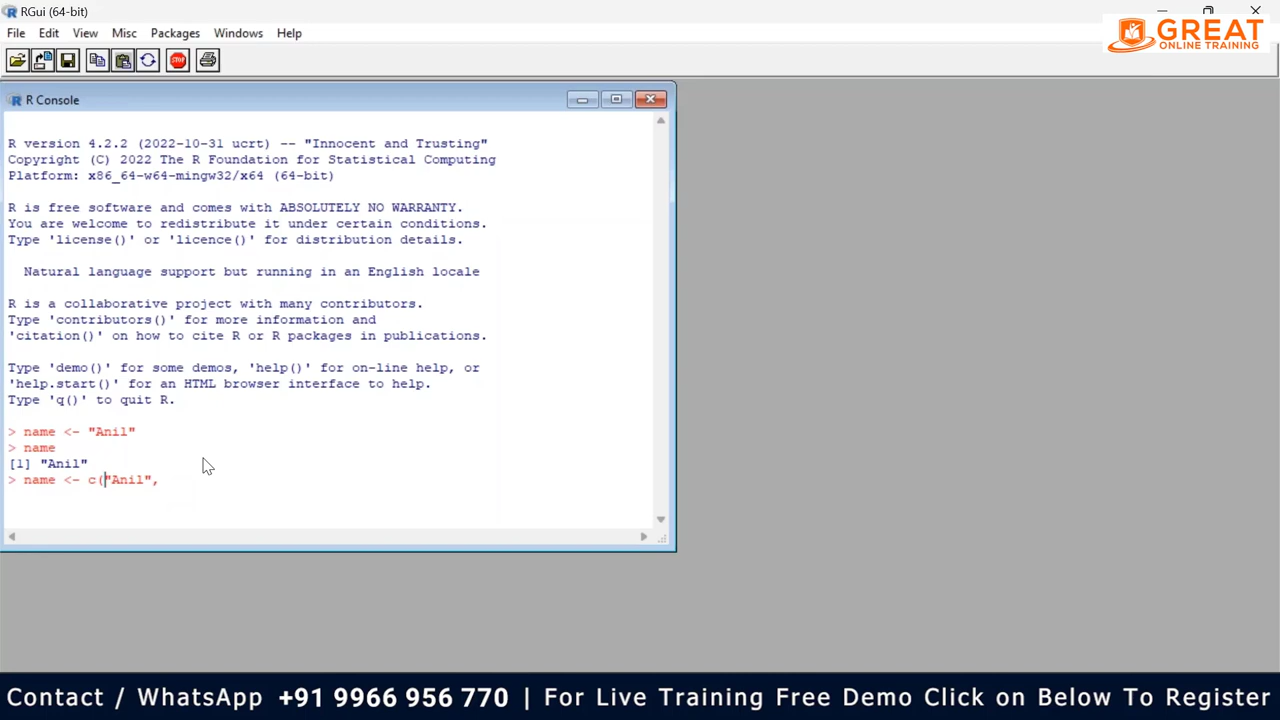 RGui (64-bit)
File Edit View Misc Packages Windows Help
GREAT
ONLINE TRAINING
STOP
R Console
R version 4.2.2 (2022-10-31 ucrt) -- "Innocent and Trusting"
Copyright (C) 2022 The R Foundation for Statistical Computing
Platform: x86_64-w64-mingw32/x64 (64-bit)
R is free software and comes with ABSOLUTELY NO WARRANTY.
You are welcome to redistribute it under certain conditions.
Type 'license()' or 'licence()' for distribution details.
Natural language support but running in an English locale
R is a collaborative project with many contributors.
Type 'contributors()' for more information and
'citation()' on how to cite R or R packages in publications.
Type 'demo()' for some demos, 'help()' for on-line help, or
'help.start()' for an HTML browser interface to help.
Type 'q()' to quit R.
> name <- "Anil"
> name
[1] "Anil"
> name <- c("Anil",
Contact / WhatsApp +91 9966 956 770 | For Live Training Free Demo Click on Below To Register